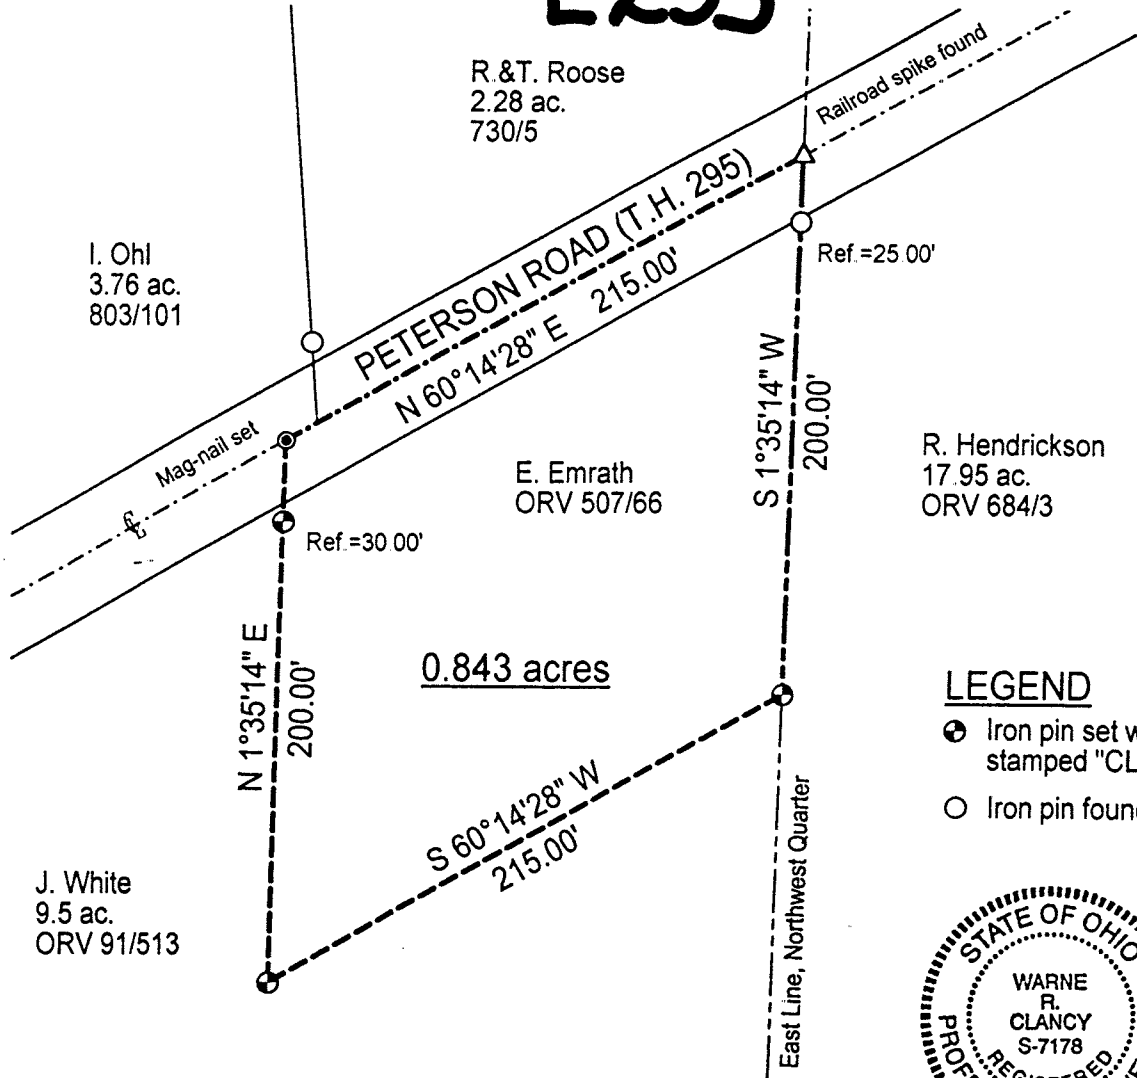 R.&T. Roose
2.28 ac.
730/5
Railroad spike found
I. Ohl
3.76 ac.
803/101
PETERSON ROAD (T.H. 295)
N 60°14'28" E 215.00'
Ref.=25.00'
Mag-nail set
S 1°35'14" W
200.00'
E. Emrath
ORV 507/66
R. Hendrickson
17.95 ac.
ORV 684/3
Ref.=30.00'
N 1°35'14" E
200.00'
0.843 acres
LEGEND
Iron pin set
stamped "CL
Iron pin foun
S 60°14'28" W
215.00'
East Line, Northwest Quarter
J. White
9.5 ac.
ORV 91/513
STATE OF OHIO
WARNE
R.
CLANCY
S-7178